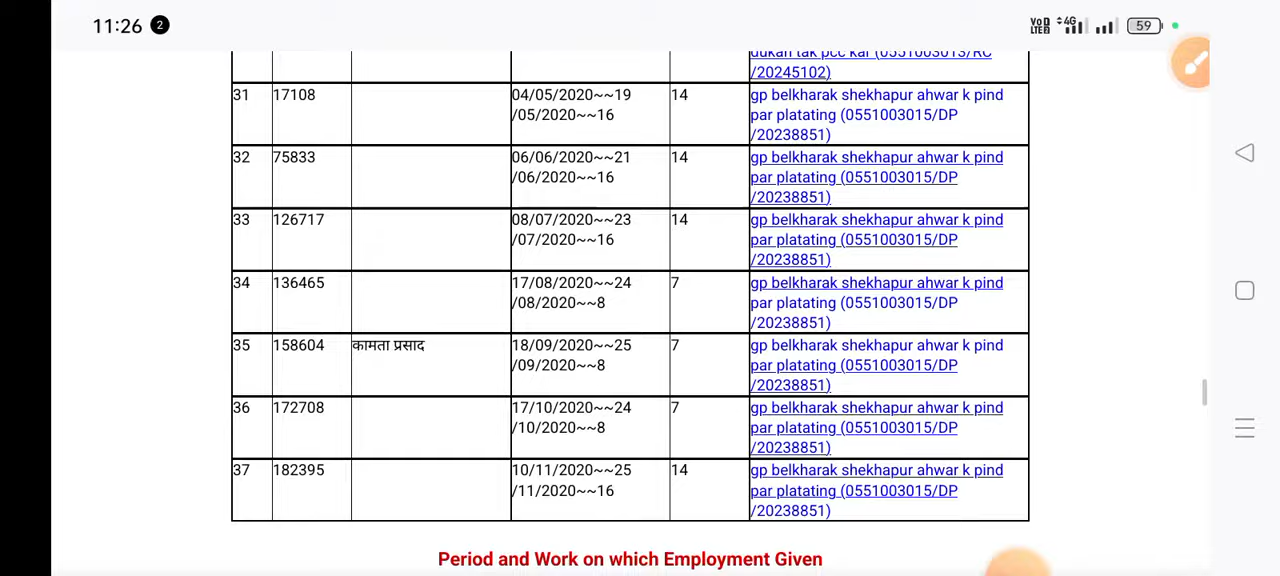 11:26 2
VoD LTE2 4G 59
dukan tak pcc kar (0551003013/RC
/20245102)
31 17108 04/05/2020~~19 14 gp belkharak shekhapur ahwar k pind
/05/2020~~16 par platating (0551003015/DP
/20238851)
32 75833 06/06/2020~~21 14 gp belkharak shekhapur ahwar k pind
/06/2020~~16 par platating (0551003015/DP
/20238851)
33 126717 08/07/2020~~23 14 gp belkharak shekhapur ahwar k pind
/07/2020~~16 par platating (0551003015/DP
/20238851)
34 136465 17/08/2020~~24 7 gp belkharak shekhapur ahwar k pind
/08/2020~~8 par platating (0551003015/DP
/20238851)
35 158604 कामता प्रसाद 18/09/2020~~25 7 gp belkharak shekhapur ahwar k pind
/09/2020~~8 par platating (0551003015/DP
/20238851)
36 172708 17/10/2020~~24 7 gp belkharak shekhapur ahwar k pind
/10/2020~~8 par platating (0551003015/DP
/20238851)
37 182395 10/11/2020~~25 14 gp belkharak shekhapur ahwar k pind
/11/2020~~16 par platating (0551003015/DP
/20238851)
Period and Work on which Employment Given